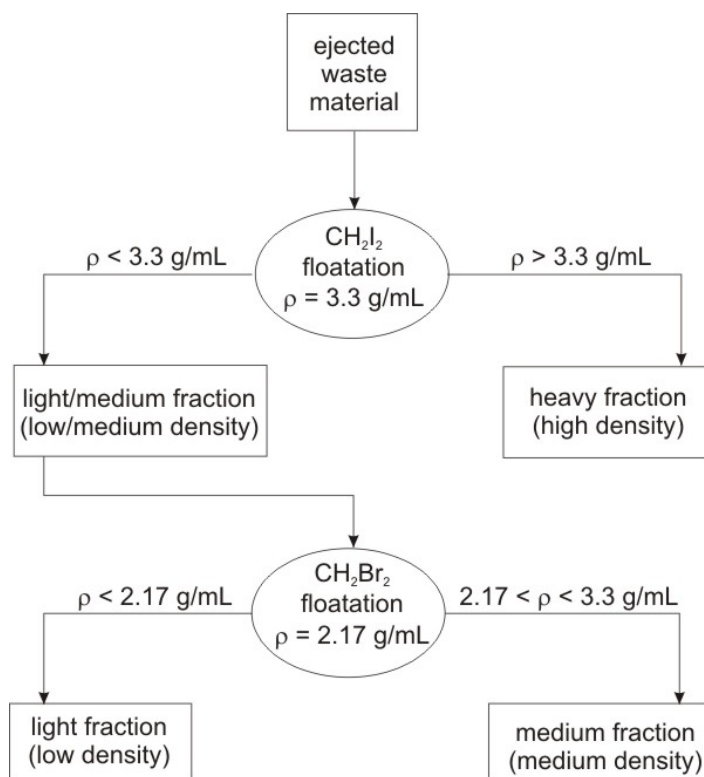 ejected
waste
material
CH₂I₂
floatation
ρ = 3.3 g/mL
ρ < 3.3 g/mL
ρ > 3.3 g/mL
light/medium fraction
(low/medium density)
heavy fraction
(high density)
CH₂Br₂
floatation
ρ = 2.17 g/mL
ρ < 2.17 g/mL
2.17 < ρ < 3.3 g/mL
light fraction
(low density)
medium fraction
(medium density)